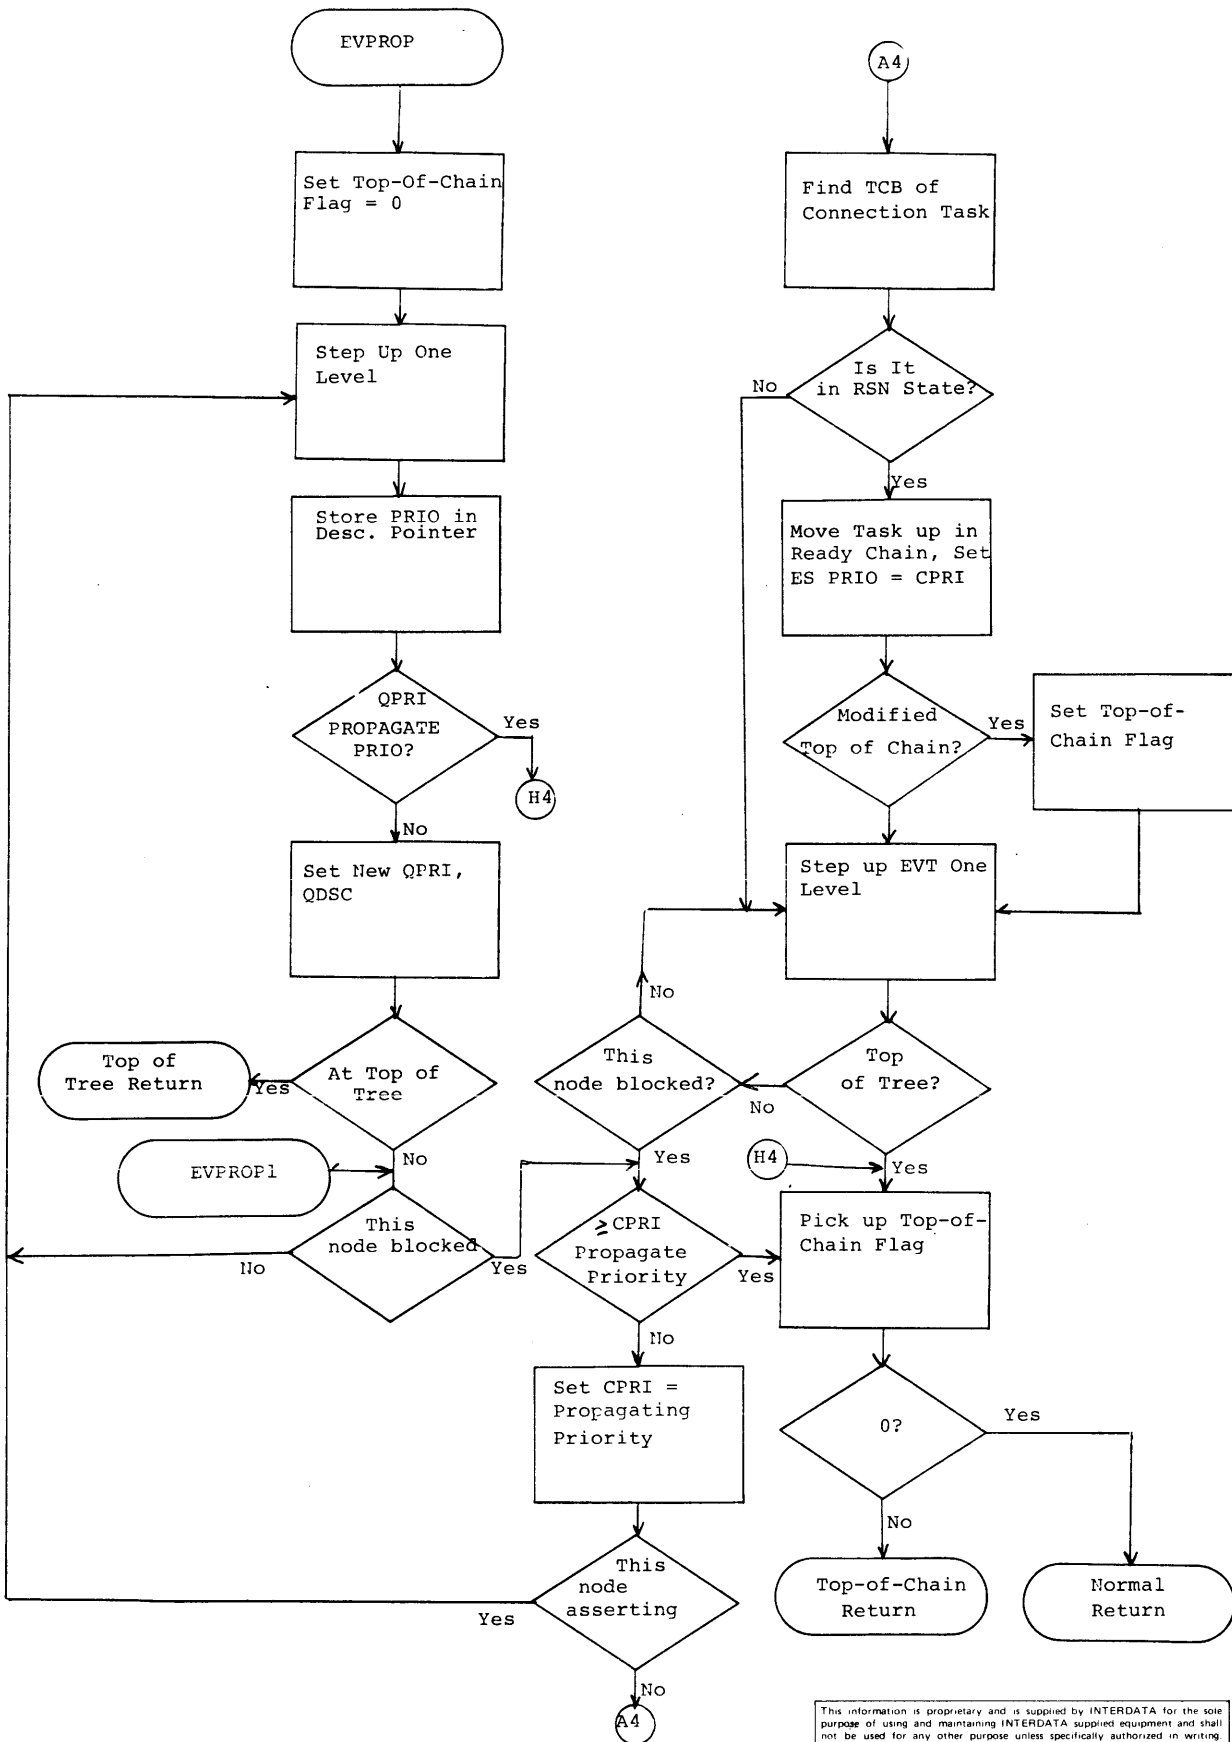 EVPROP
Set Top-Of-Chain
Flag = 0
Step Up One
Level
Store PRIO in
Desc. Pointer
QPRI
PROPAGATE
PRIO?
Yes
H4
No
Set New QPRI,
QDSC
At Top of
Tree
Yes
Top of
Tree Return
No
EVPROP1
This
node blocked
No
Yes
A4
Find TCB of
Connection Task
Is It
in RSN State?
No
Yes
Move Task up in
Ready Chain, Set
ES PRIO = CPRI
Modified
Top of Chain?
Yes
Set Top-of-
Chain Flag
Step up EVT One
Level
Top
of Tree?
No
Yes
This
node blocked?
No
Yes
H4
≥CPRI
Propagate
Priority
Yes
No
Pick up Top-of-
Chain Flag
Set CPRI =
Propagating
Priority
0?
Yes
No
This
node
asserting
Yes
No
A4
Top-of-Chain
Return
Normal
Return
This information is proprietary and is supplied by INTERDATA for the sole
purpose of using and maintaining INTERDATA supplied equipment and shall
not be used for any other purpose unless specifically authorized in writing.